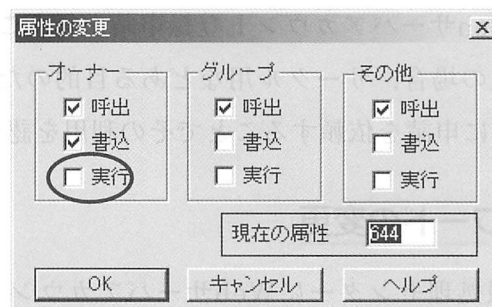 属性の変更
オーナー グループ その他
呼出 呼出 呼出
書込 書込 書込
実行 実行 実行
現在の属性 644
OK キャンセル ヘルプ